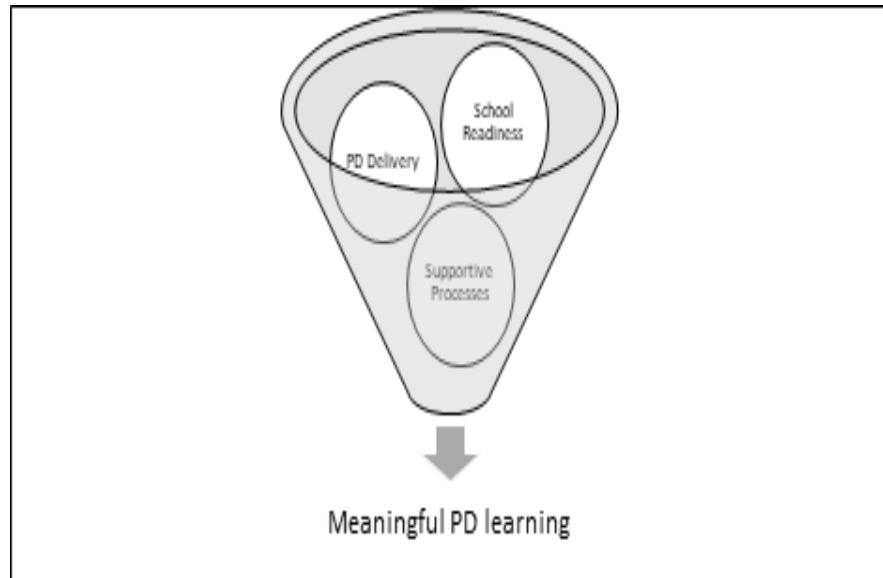 School
Readiness
PD Delivery
Supportive
Processes
Meaningful PD learning